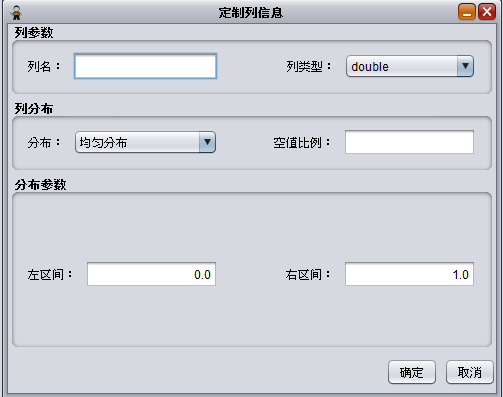 定制列信息
列参数
列名： 列类型： double
列分布
分布： 均匀分布 空值比例：
分布参数
左区间： 0.0 右区间： 1.0
确定 取消